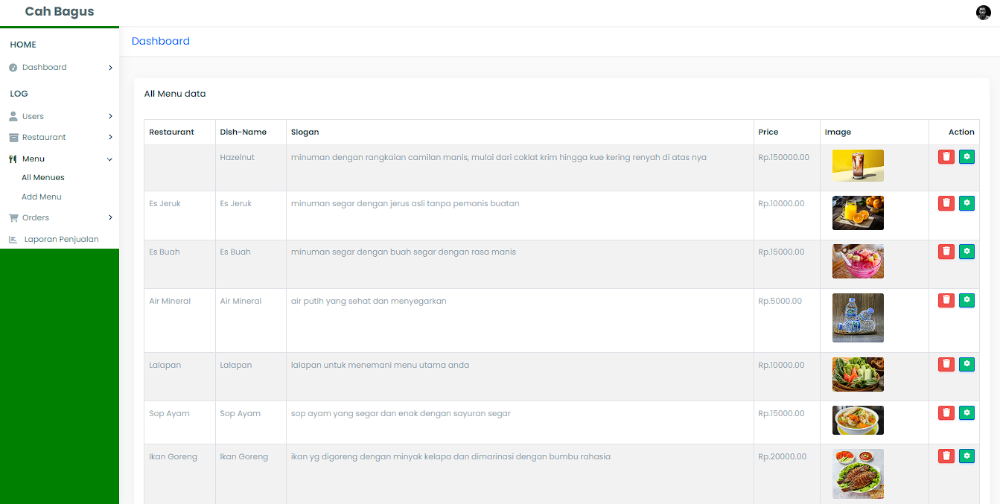 Cah Bagus
HOME
Dashboard
LOG
Users
Restaurant
Menu
All Menues
Add Menu
Orders
Laporan Penjualan
Dashboard
All Menu data
Restaurant Dish-Name Slogan Price Image Action
Hazelnut minuman dengan rangkaian camilan manis, mulai dari coklat krim hingga kue kering renyah di atas nya Rp.150000.00
Es Jeruk Es Jeruk minuman segar dengan jerus asli tanpa pemanis buatan Rp.10000.00
Es Buah Es Buah minuman segar dengan buah segar dengan rasa manis Rp.15000.00
Air Mineral Air Mineral air putih yang sehat dan menyegarkan Rp.5000.00
Lalapan Lalapan lalapan untuk menemani menu utama anda Rp.10000.00
Sop Ayam Sop Ayam sop ayam yang segar dan enak dengan sayuran segar Rp.15000.00
Ikan Goreng Ikan Goreng ikan yg digoreng dengan minyak kelapa dan dimarinasi dengan bumbu rahasia Rp.20000.00